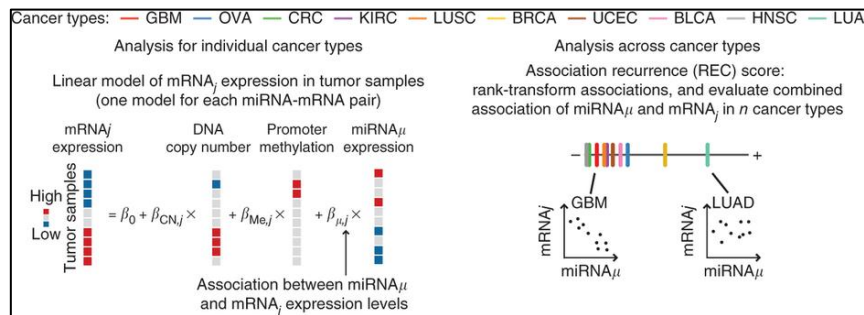 Cancer types: GBM OVA CRC KIRC LUSC BRCA UCEC BLCA HNSC LUA
Analysis for individual cancer types
Linear model of mRNAj expression in tumor samples
(one model for each miRNA-mRNA pair)
mRNAj
expression
DNA
copy number
Promoter
methylation
miRNAμ
expression
High
Low
Tumor samples
= β0 + βCN,j × + βMe,j × + βμ,j ×
Association between miRNAμ
and mRNAj expression levels
Analysis across cancer types
Association recurrence (REC) score:
rank-transform associations, and evaluate combined
association of miRNAμ and mRNAj in n cancer types
− +
GBM
mRNAj
miRNAμ
LUAD
mRNAj
miRNAμ